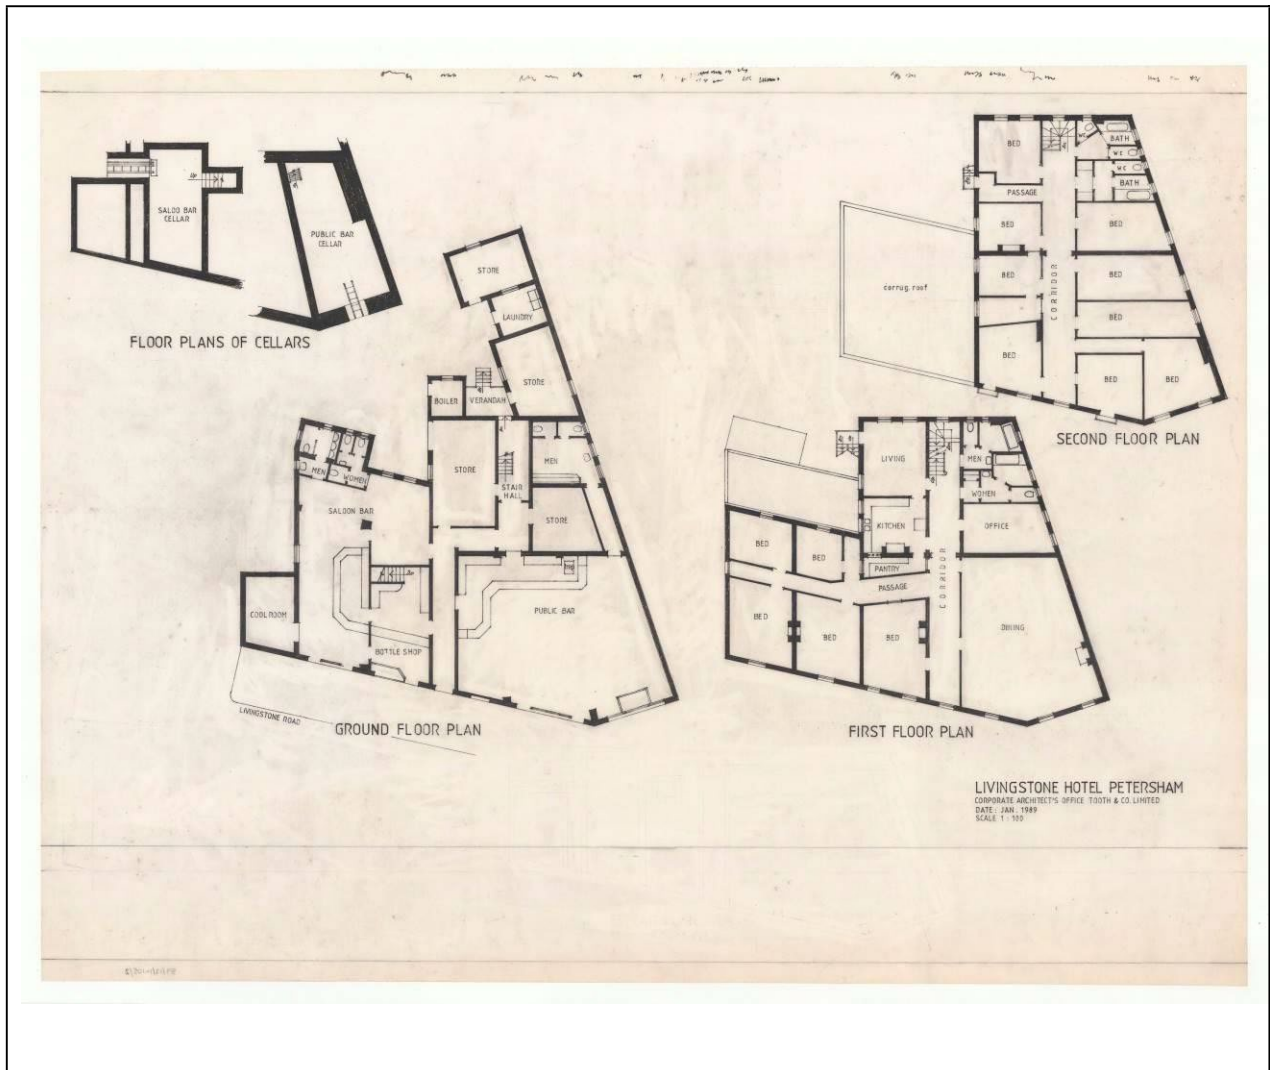 SALOO BAR
CELLAR
PUBLIC BAR
CELLAR
FLOOR PLANS OF CELLARS
STORE
LAUNDRY
STORE
BOILER
VERANDAH
MEN
WOMEN
STORE
STAIR
HALL
MEN
SALOON BAR
STORE
COOLROOM
PUBLIC BAR
BOTTLE SHOP
LIVINGSTONE ROAD
GROUND FLOOR PLAN
BED
WC
BATH
WC
WC
BATH
PASSAGE
BED
BED
corrug. roof
BED
CORRIDOR
BED
BED
BED
BED
BED
SECOND FLOOR PLAN
LIVING
MEN
WOMEN
KITCHEN
OFFICE
BED
BED
PANTRY
PASSAGE
CORRIDOR
BED
BED
BED
DINING
FIRST FLOOR PLAN
LIVINGSTONE HOTEL PETERSHAM
CORPORATE ARCHITECT'S OFFICE TOOTH & CO. LIMITED
DATE: JAN. 1989
SCALE 1:100